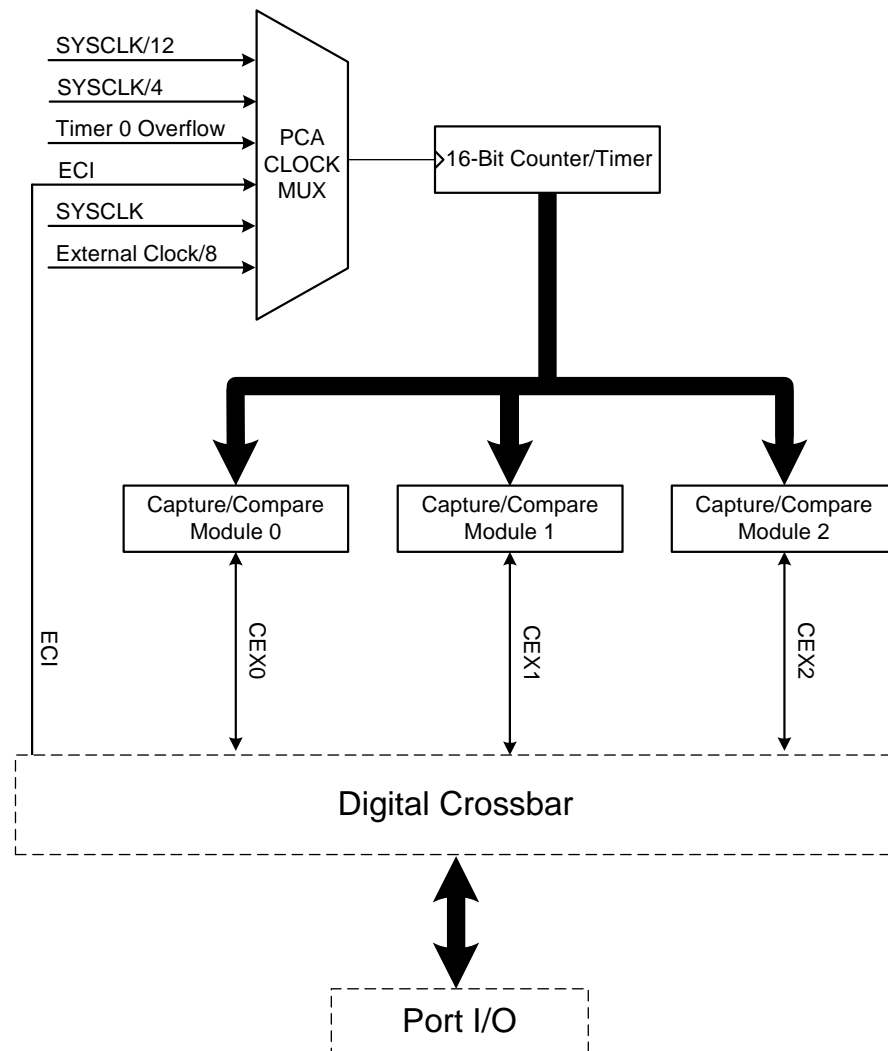 SYSCLK/12
SYSCLK/4
Timer 0 Overflow
ECI
SYSCLK
External Clock/8
PCA
CLOCK
MUX
16-Bit Counter/Timer
Capture/Compare
Module 0
Capture/Compare
Module 1
Capture/Compare
Module 2
ECI
CEX0
CEX1
CEX2
Digital Crossbar
Port I/O